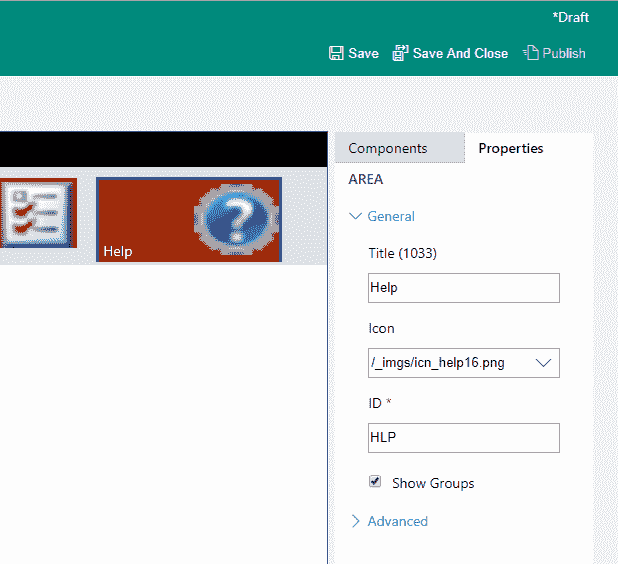 *Draft
Save Save And Close Publish
Components Properties
AREA
General
Help
Title (1033)
Help
Icon
/_imgs/icn_help16.png
ID *
HLP
Show Groups
Advanced